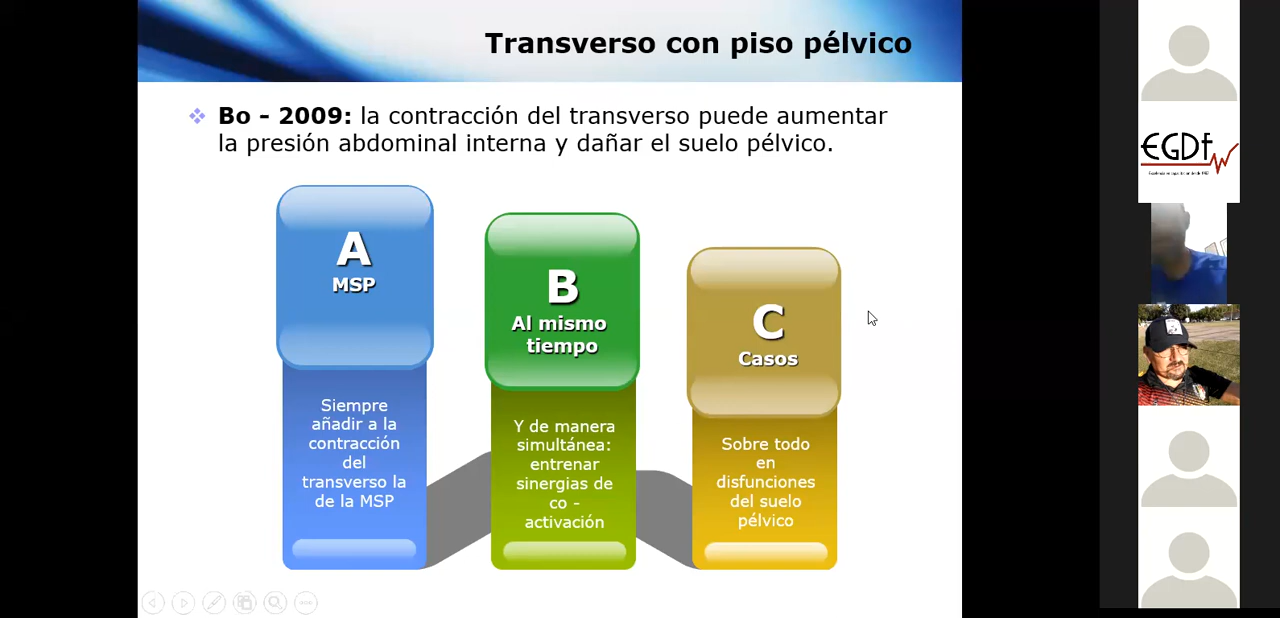 Transverso con piso pélvico
❖ Bo – 2009: la contracción del transverso puede aumentar
la presión abdominal interna y dañar el suelo pélvico.
A
MSP
Siempre
añadir a la
contracción
del
transverso la
de la MSP
B
Al mismo
tiempo
Y de manera
simultánea:
entrenar
sinergias de
co -
activación
C
Casos
Sobre todo
en
disfunciones
del suelo
pélvico
EGDf